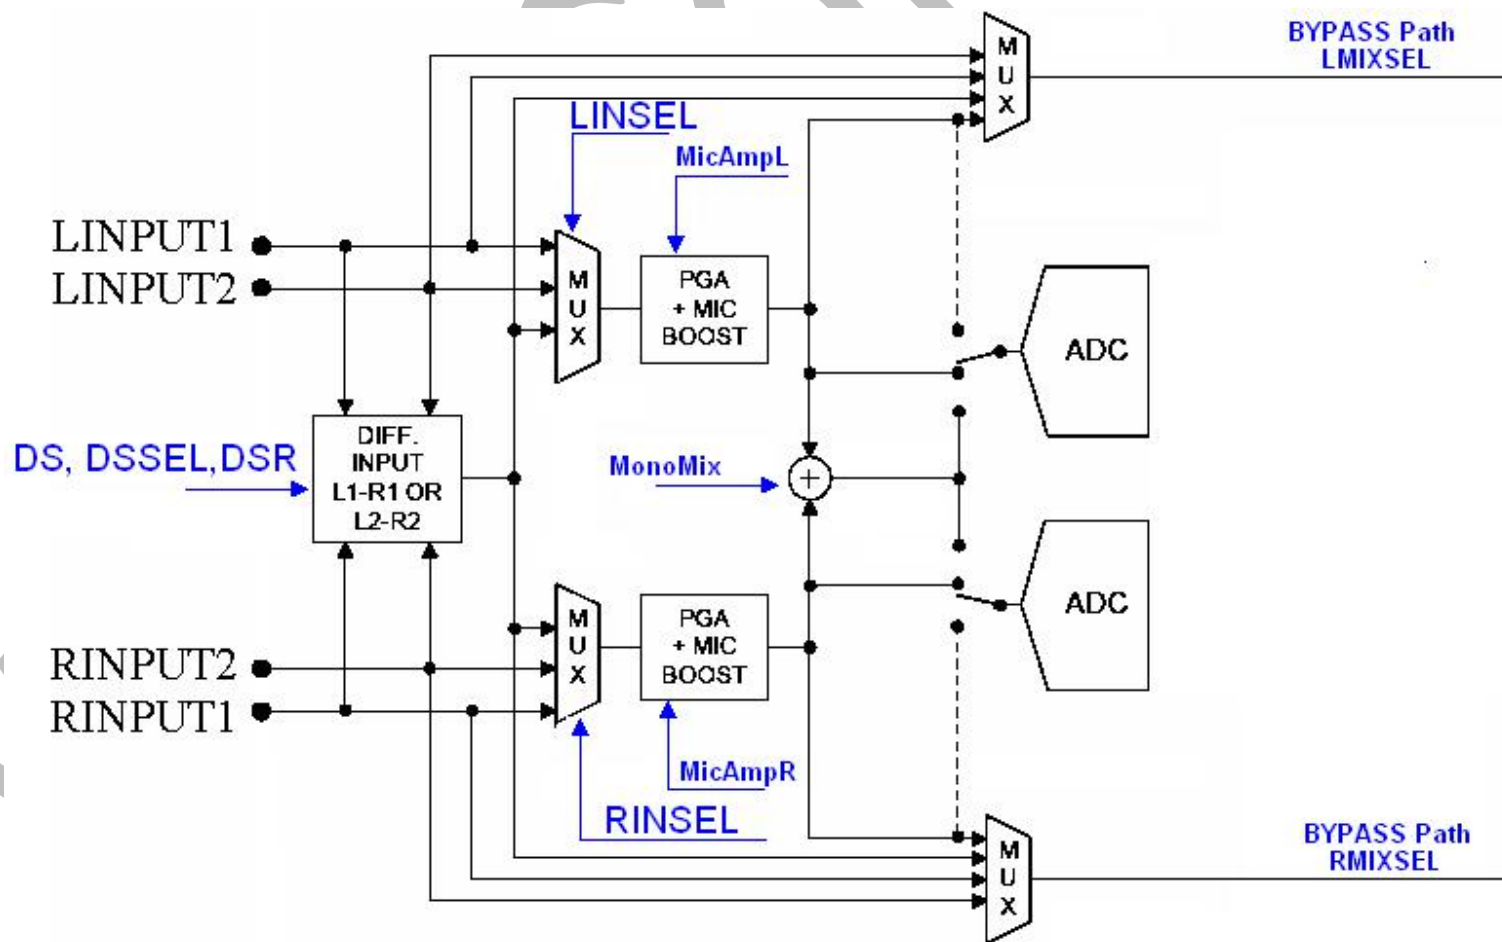 BYPASS Path
LMIXSEL
M
U
X
LINSEL
MicAmpL
LINPUT1
LINPUT2
M
U
X
PGA
+ MIC
BOOST
ADC
DIFF.
INPUT
L1-R1 OR
L2-R2
DS, DSSEL,DSR
MonoMix
+
M
U
X
PGA
+ MIC
BOOST
ADC
RINPUT2
RINPUT1
MicAmpR
RINSEL
BYPASS Path
RMIXSEL
M
U
X